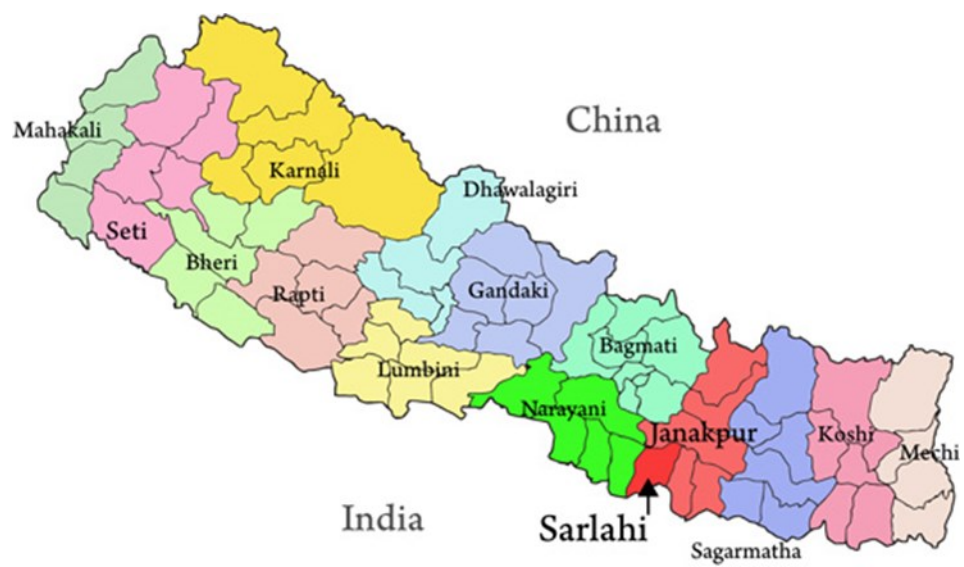 China
Mahakali
Karnali
Dhawalagiri
Seti
Bheri
Gandaki
Rapti
Bagmati
Lumbini
Narayani
Janakpur
Koshi
Mechi
India
Sarlahi
Sagarmatha